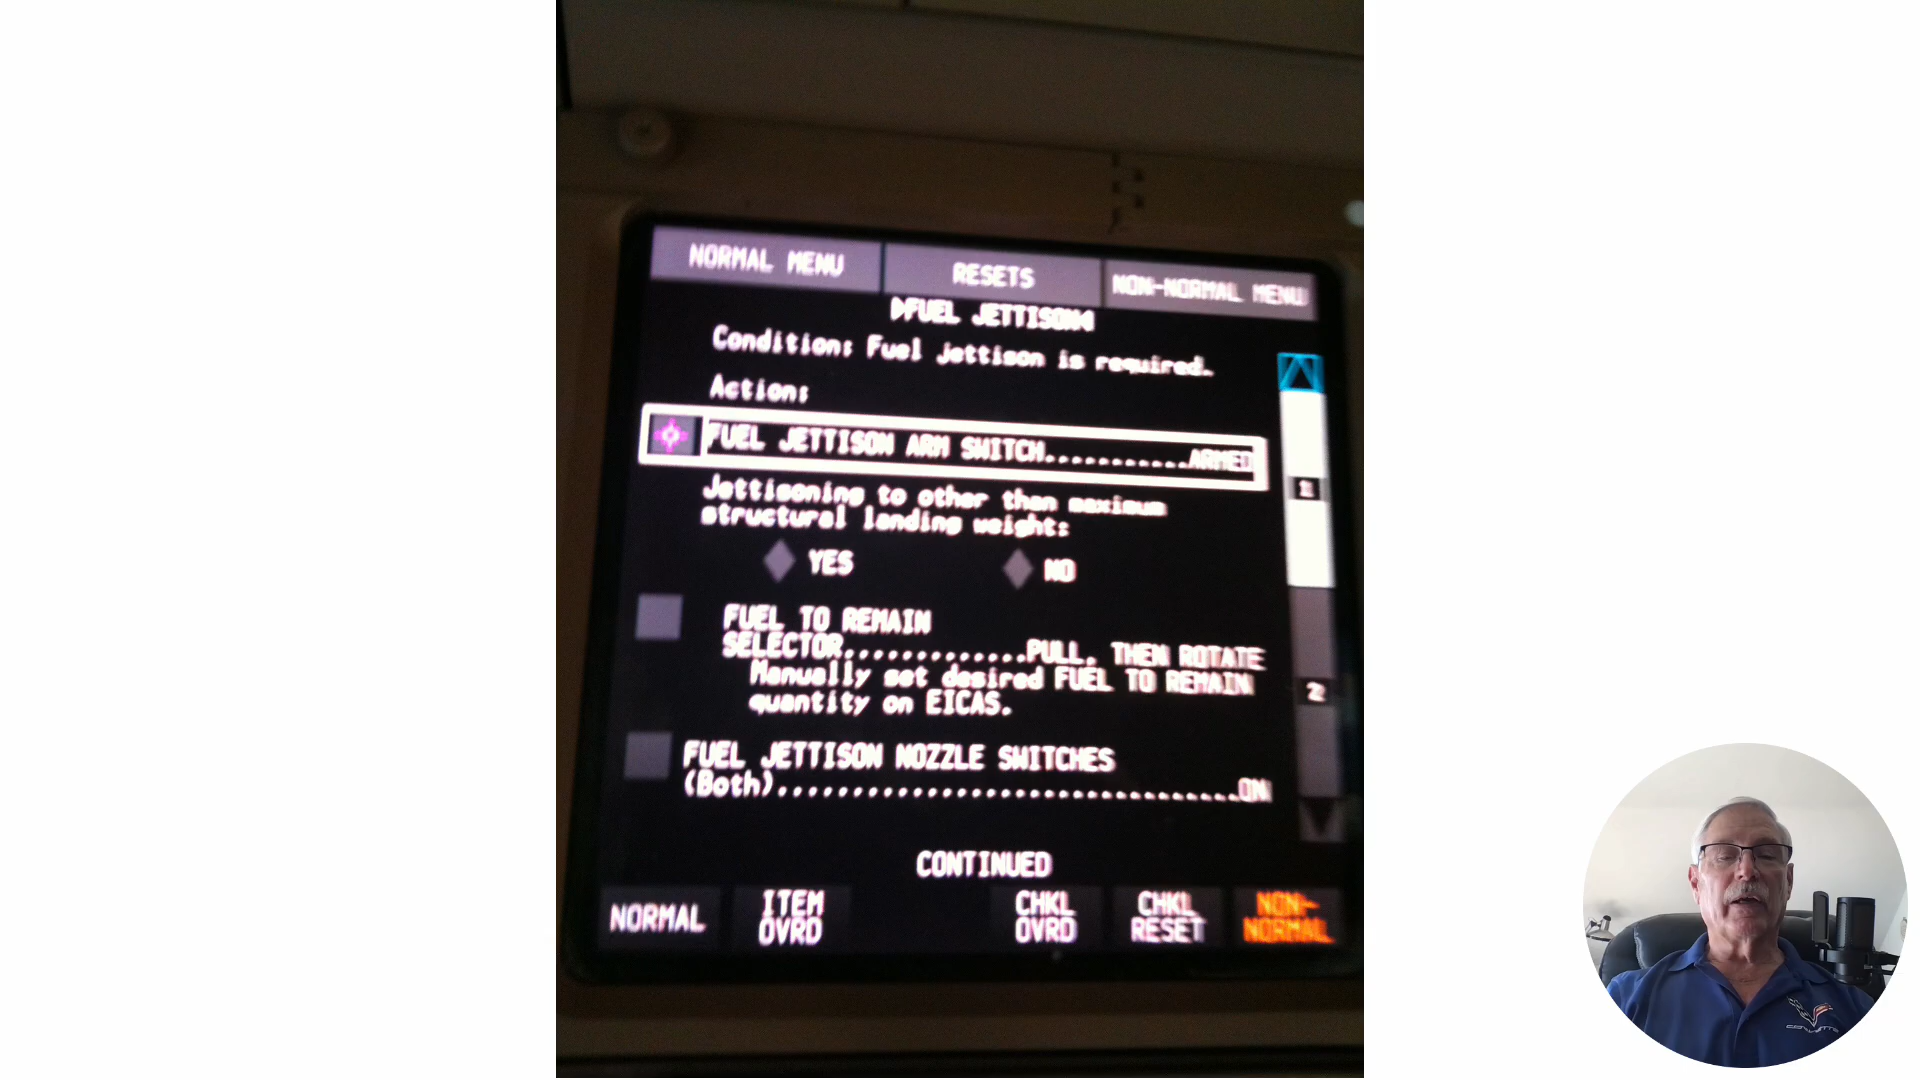 NORMAL MENU
RESETS
NON-NORMAL MENU
FUEL JETTISON
Condition: Fuel jettison is required.
Action:
FUEL JETTISON ARM SWITCH...........ARMED
Jettisoning to other than maximum
structural landing weight:
YES
NO
FUEL TO REMAIN
SELECTOR.............PULL, THEN ROTATE
Manually set desired FUEL TO REMAIN
quantity on EICAS.
FUEL JETTISON NOZZLE SWITCHES
(Both)..................................ON
1
2
CONTINUED
NORMAL
ITEM
OVRD
CHKL
OVRD
CHKL
RESET
NON-
NORMAL
CORVETTE